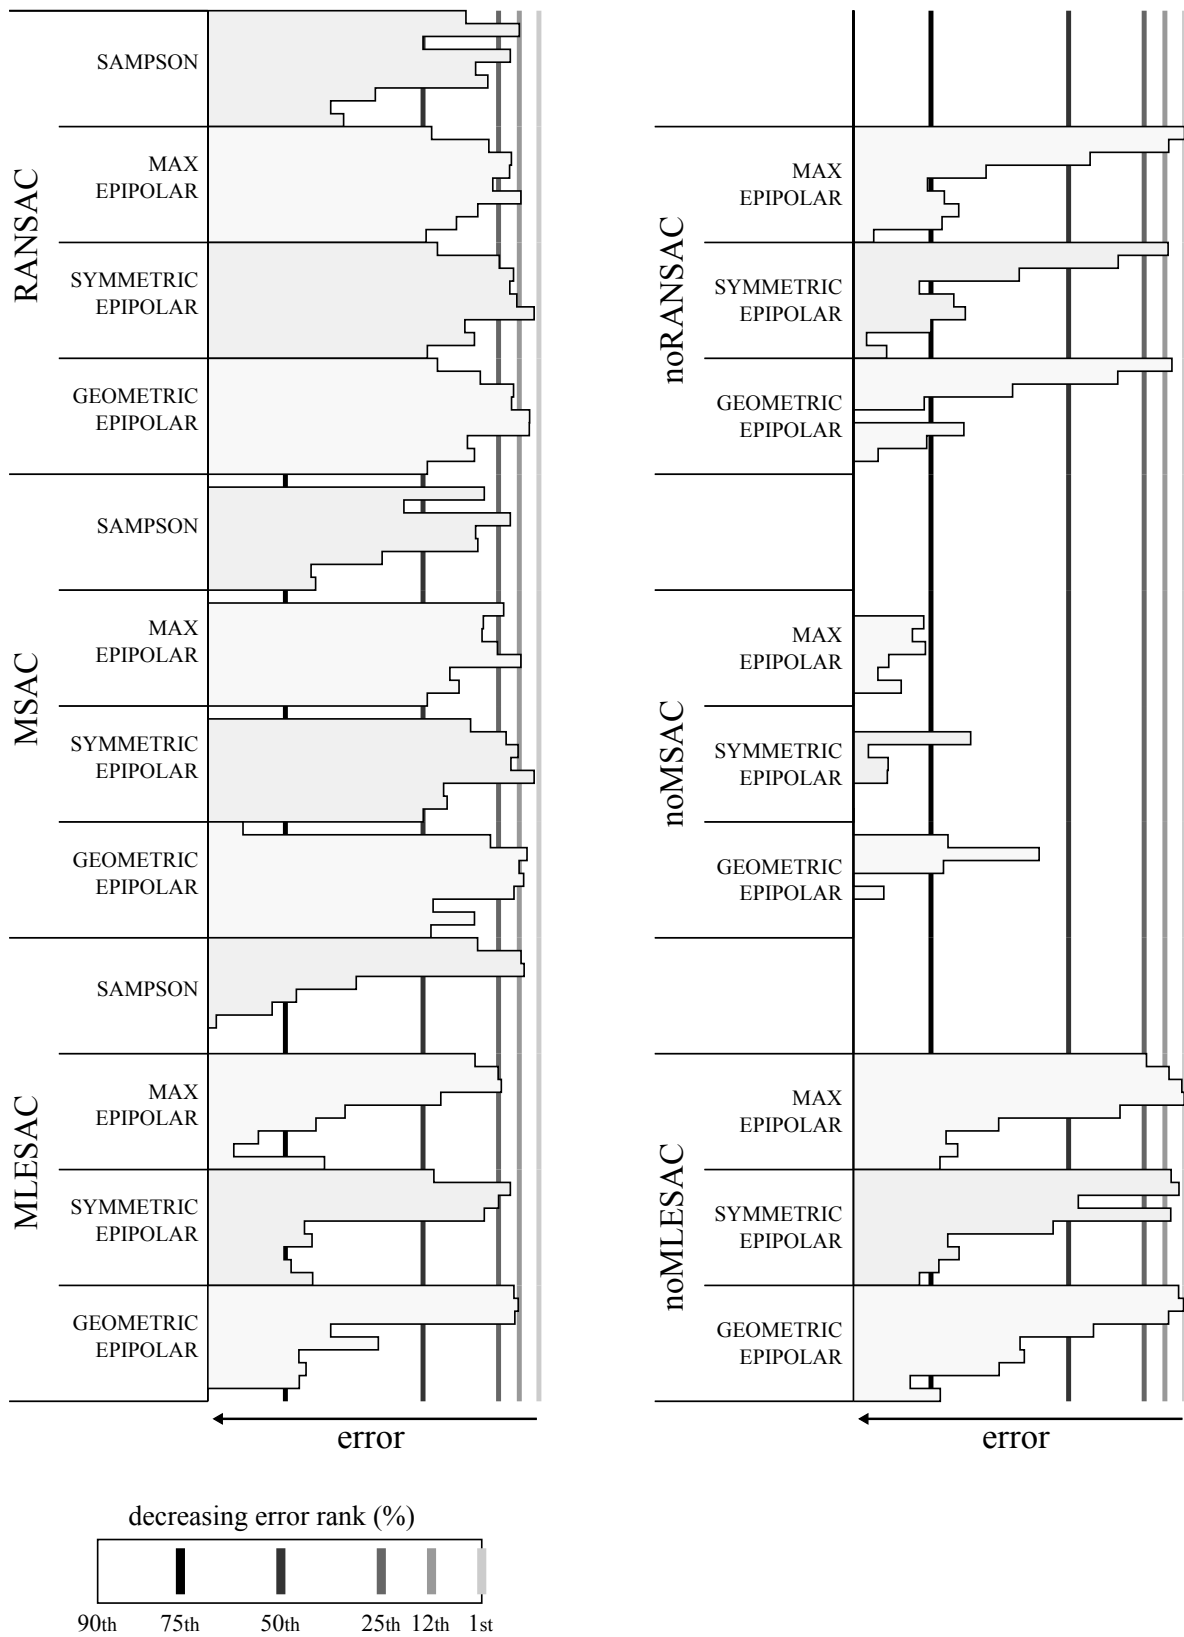 RANSAC
SAMPSON
MAX
EPIPOLAR
SYMMETRIC
EPIPOLAR
GEOMETRIC
EPIPOLAR
MSAC
SAMPSON
MAX
EPIPOLAR
SYMMETRIC
EPIPOLAR
GEOMETRIC
EPIPOLAR
MLESAC
SAMPSON
MAX
EPIPOLAR
SYMMETRIC
EPIPOLAR
GEOMETRIC
EPIPOLAR
error
noRANSAC
MAX
EPIPOLAR
SYMMETRIC
EPIPOLAR
GEOMETRIC
EPIPOLAR
noMSAC
MAX
EPIPOLAR
SYMMETRIC
EPIPOLAR
GEOMETRIC
EPIPOLAR
noMLESAC
MAX
EPIPOLAR
SYMMETRIC
EPIPOLAR
GEOMETRIC
EPIPOLAR
error
decreasing error rank (%)
90th 75th 50th 25th 12th 1st